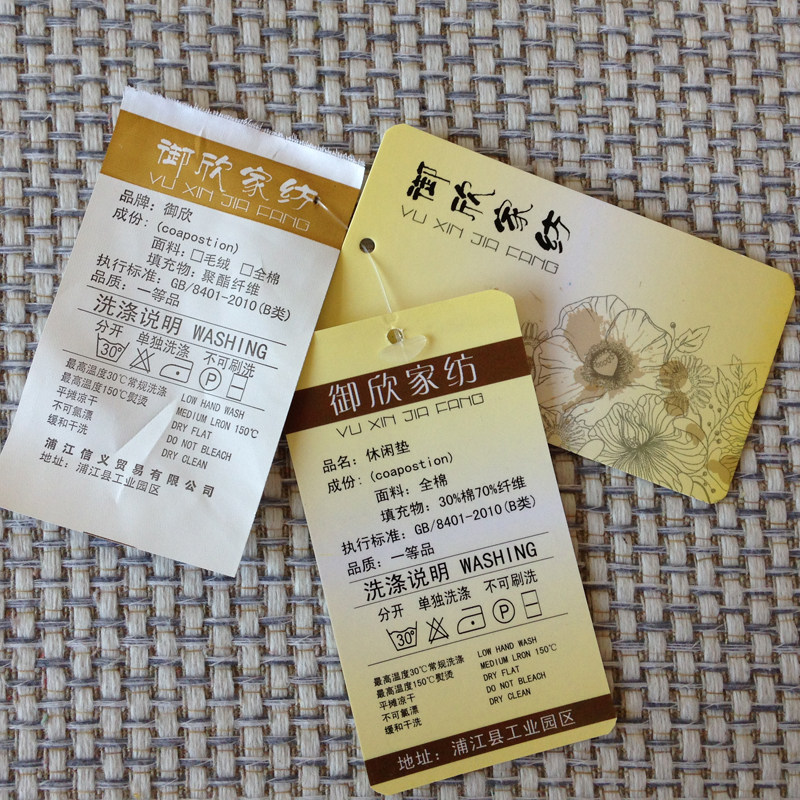 御欣家纺
YU XIN JIA FANG
品牌：御欣
成份：(coapostion)
面料：□毛绒 □全棉
填充物：聚酯纤维
执行标准：GB/8401-2010(B类)
品质：一等品
洗涤说明 WASHING
分开 单独洗涤 不可刷洗
30° P
最高温度30℃常规洗涤
最高温度150℃熨烫
平摊凉干
不可氯漂
缓和干洗
LOW HAND WASH
MEDIUM LRON 150℃
DRY FLAT
DO NOT BLEACH
DRY CLEAN
浦江信义贸易有限公司
地址：浦江县工业园区
御欣家纺
YU XIN JIA FANG
御欣家纺
YU XIN JIA FANG
品名：休闲垫
成份：(coapostion)
面料：全棉
填充物：30%棉70%纤维
执行标准：GB/8401-2010(B类)
品质：一等品
洗涤说明 WASHING
分开 单独洗涤 不可刷洗
30° P
最高温度30℃常规洗涤
最高温度150℃熨烫
平摊凉干
不可氯漂
缓和干洗
LOW HAND WASH
MEDIUM LRON 150℃
DRY FLAT
DO NOT BLEACH
DRY CLEAN
地址：浦江县工业园区